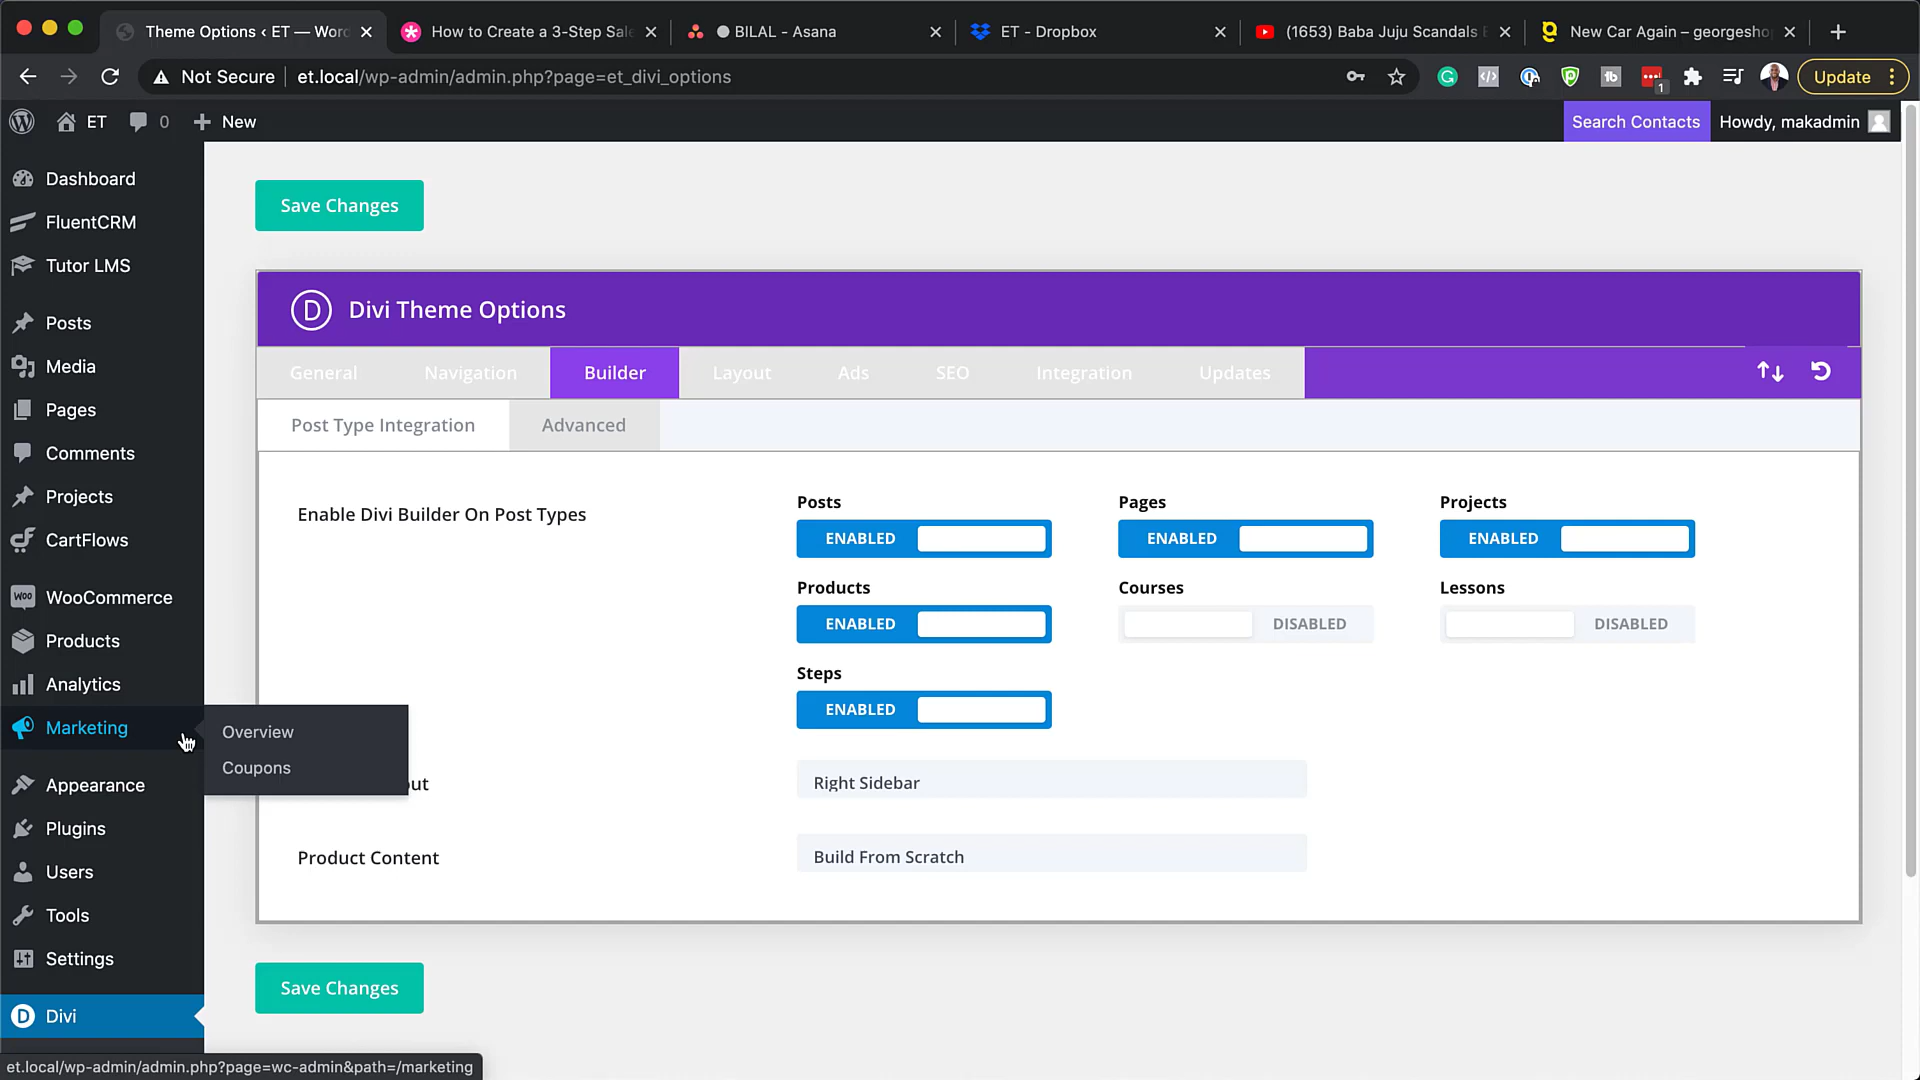 Theme Options ‹ ET — Wor
How to Create a 3-Step Sal
BILAL - Asana
ET - Dropbox
(1653) Baba Juju Scandals
New Car Again – georgesho
Not Secure
et.local/wp-admin/admin.php?page=et_divi_options
1
Update
ET
0
New
Search Contacts
Howdy, makadmin
Dashboard
FluentCRM
Tutor LMS
Posts
Media
Pages
Comments
Projects
CartFlows
WooCommerce
Products
Analytics
Marketing
Overview
Coupons
Appearance
Plugins
Users
Tools
Settings
Divi
Save Changes
Divi Theme Options
General
Navigation
Builder
Layout
Ads
SEO
Integration
Updates
Post Type Integration
Advanced
Enable Divi Builder On Post Types
Posts
ENABLED
Pages
ENABLED
Projects
ENABLED
Products
ENABLED
Courses
DISABLED
Lessons
DISABLED
Steps
ENABLED
out
Right Sidebar
Product Content
Build From Scratch
Save Changes
et.local/wp-admin/admin.php?page=wc-admin&path=/marketing